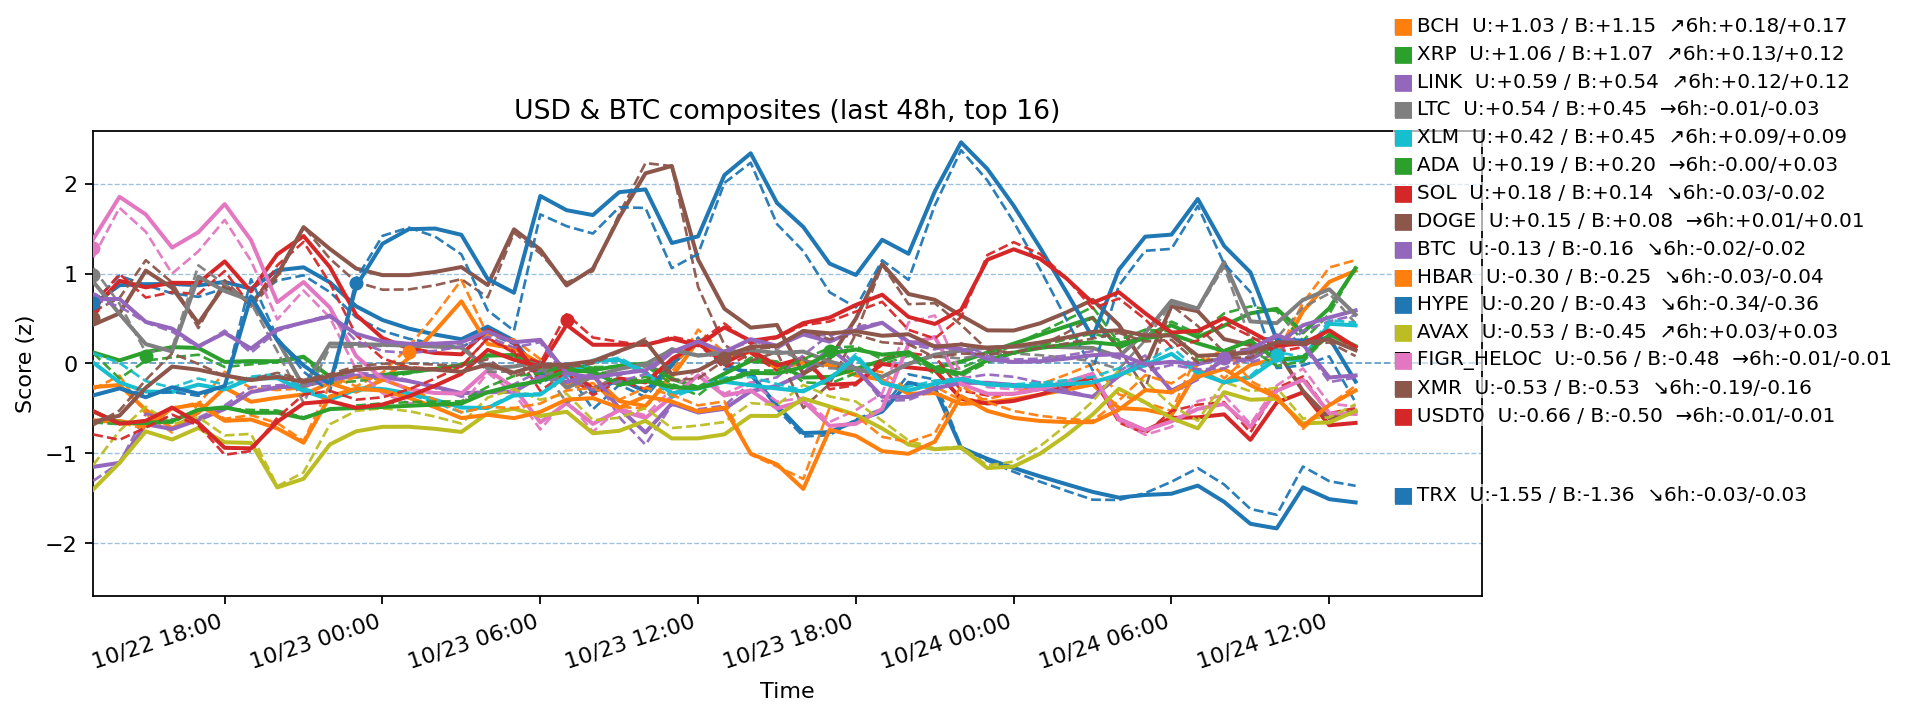 USD & BTC composites (last 48h, top 16)
BCH U:+1.03 / B:+1.15 ↗6h:+0.18/+0.17
XRP U:+1.06 / B:+1.07 ↗6h:+0.13/+0.12
LINK U:+0.59 / B:+0.54 ↗6h:+0.12/+0.12
LTC U:+0.54 / B:+0.45 →6h:-0.01/-0.03
XLM U:+0.42 / B:+0.45 ↗6h:+0.09/+0.09
ADA U:+0.19 / B:+0.20 →6h:-0.00/+0.03
SOL U:+0.18 / B:+0.14 ↘6h:-0.03/-0.02
DOGE U:+0.15 / B:+0.08 →6h:+0.01/+0.01
BTC U:-0.13 / B:-0.16 ↘6h:-0.02/-0.02
HBAR U:-0.30 / B:-0.25 ↘6h:-0.03/-0.04
HYPE U:-0.20 / B:-0.43 ↘6h:-0.34/-0.36
AVAX U:-0.53 / B:-0.45 ↗6h:+0.03/+0.03
FIGR_HELOC U:-0.56 / B:-0.48 →6h:-0.01/-0.01
XMR U:-0.53 / B:-0.53 ↘6h:-0.19/-0.16
USDT0 U:-0.66 / B:-0.50 →6h:-0.01/-0.01
TRX U:-1.55 / B:-1.36 ↘6h:-0.03/-0.03
Score (z)
2
1
0
−1
−2
10/22 18:00
10/23 00:00
10/23 06:00
10/23 12:00
10/23 18:00
10/24 00:00
10/24 06:00
10/24 12:00
Time